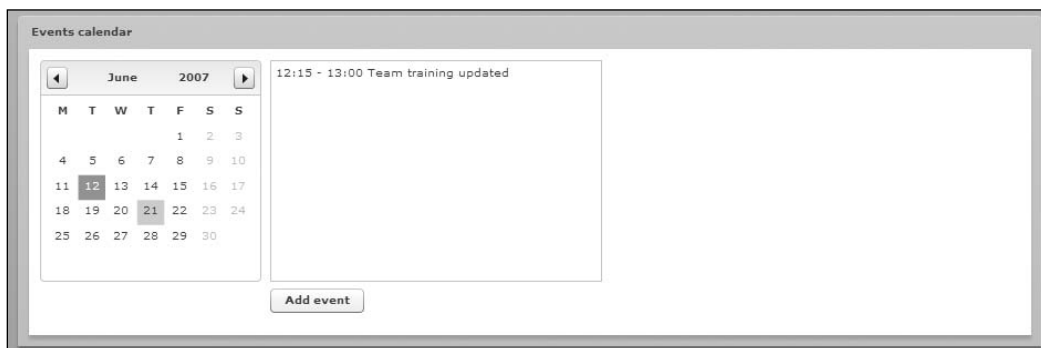 Events calendar
June 2007
12:15 - 13:00 Team training updated
M T W T F S S
1 2 3
4 5 6 7 8 9 10
11 12 13 14 15 16 17
18 19 20 21 22 23 24
25 26 27 28 29 30
Add event